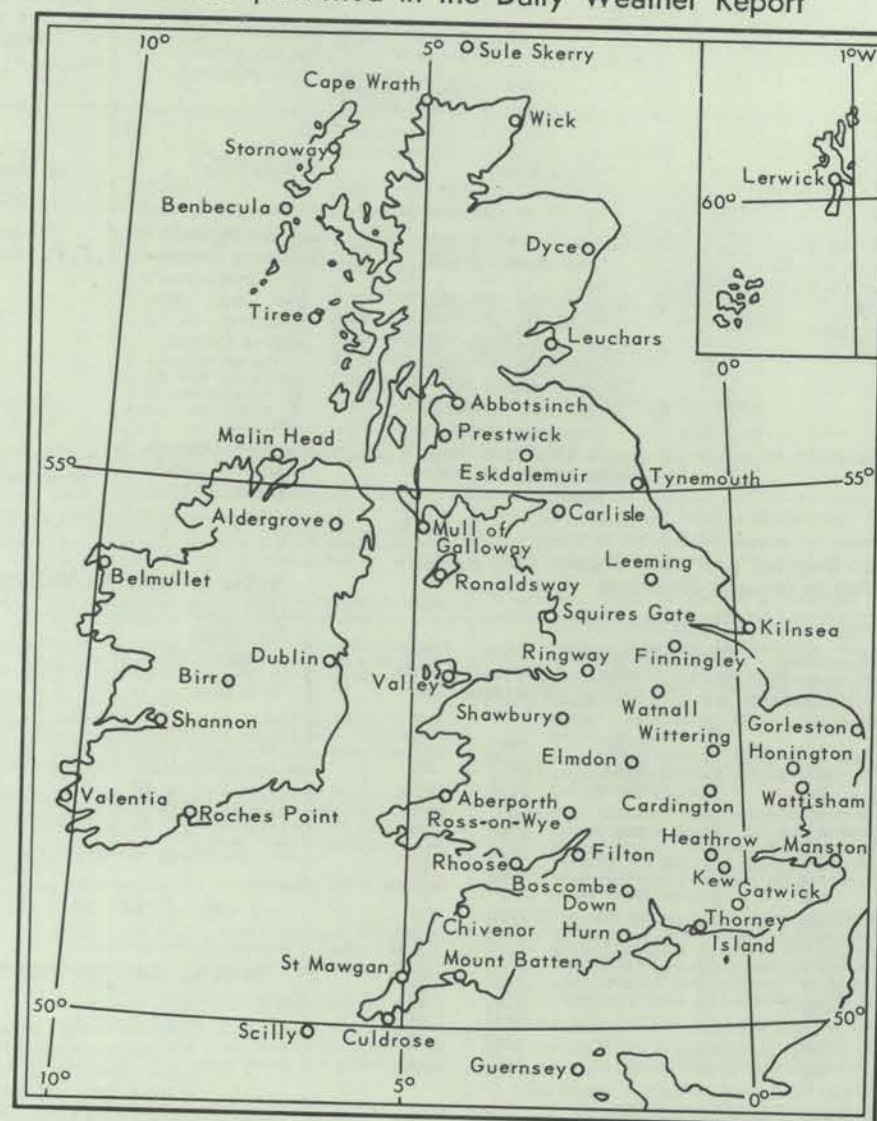 published in the Daily Weather Report
10°
5°
Sule Skerry
1°W
Cape Wrath
Wick
Stornoway
Lerwick
Benbecula
60°
Dyce
Tiree
Leuchars
0°
Abbotsinch
Malin Head
Prestwick
Eskdalemuir
55°
Tynemouth
55°
Aldergrove
Carlisle
Mull of
Galloway
Belmullet
Leeming
Ronaldsway
Squires Gate
Kilnsea
Dublin
Ringway
Finningley
Birr
Valley
Shannon
Shawbury
Watnall
Wittering
Gorleston
Elmdon
Honington
Valentia
Aberporth
Cardington
Wattisham
Roches Point
Ross-on-Wye
Heathrow
Manston
Rhoose
Filton
Kew
Boscombe
Down
Gatwick
Chivenor
Hurn
Thorney
Island
St Mawgan
Mount Batten
50°
50°
Scilly
Culdrose
Guernsey
10°
5°
0°